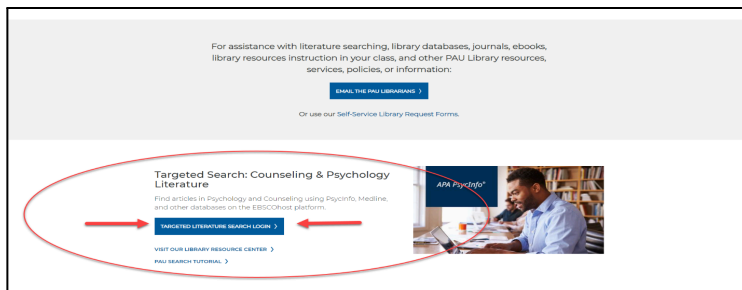 For assistance with literature searching, library databases, journals, ebooks,
library resources instruction in your class, and other PAU Library resources,
services, policies, or information:
EMAIL THE PAU LIBRARIANS >
Or use our Self-Service Library Request Forms.
Targeted Search: Counseling & Psychology
Literature
Find articles in Psychology and Counseling using PsycInfo, Medline,
and other databases on the EBSCOhost platform.
TARGETED LITERATURE SEARCH LOGIN >
VISIT OUR LIBRARY RESOURCE CENTER >
PAU SEARCH TUTORIAL >
APA PsycInfo®